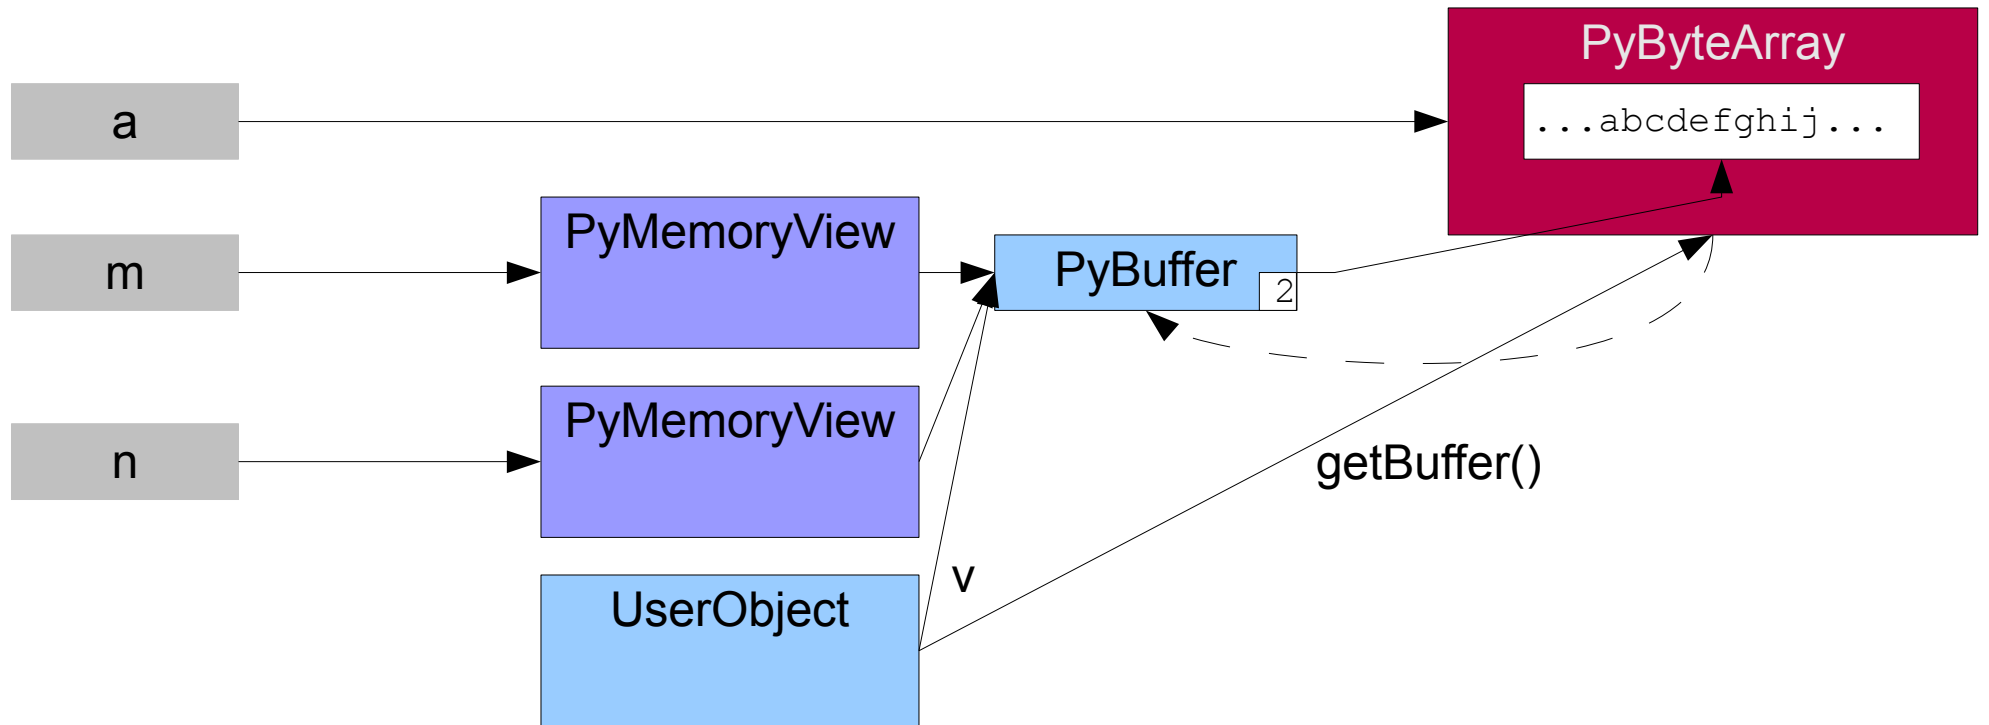 PyByteArray
a
...abcdefghij...
PyMemoryView
m
PyBuffer
2
PyMemoryView
n
getBuffer()
v
UserObject